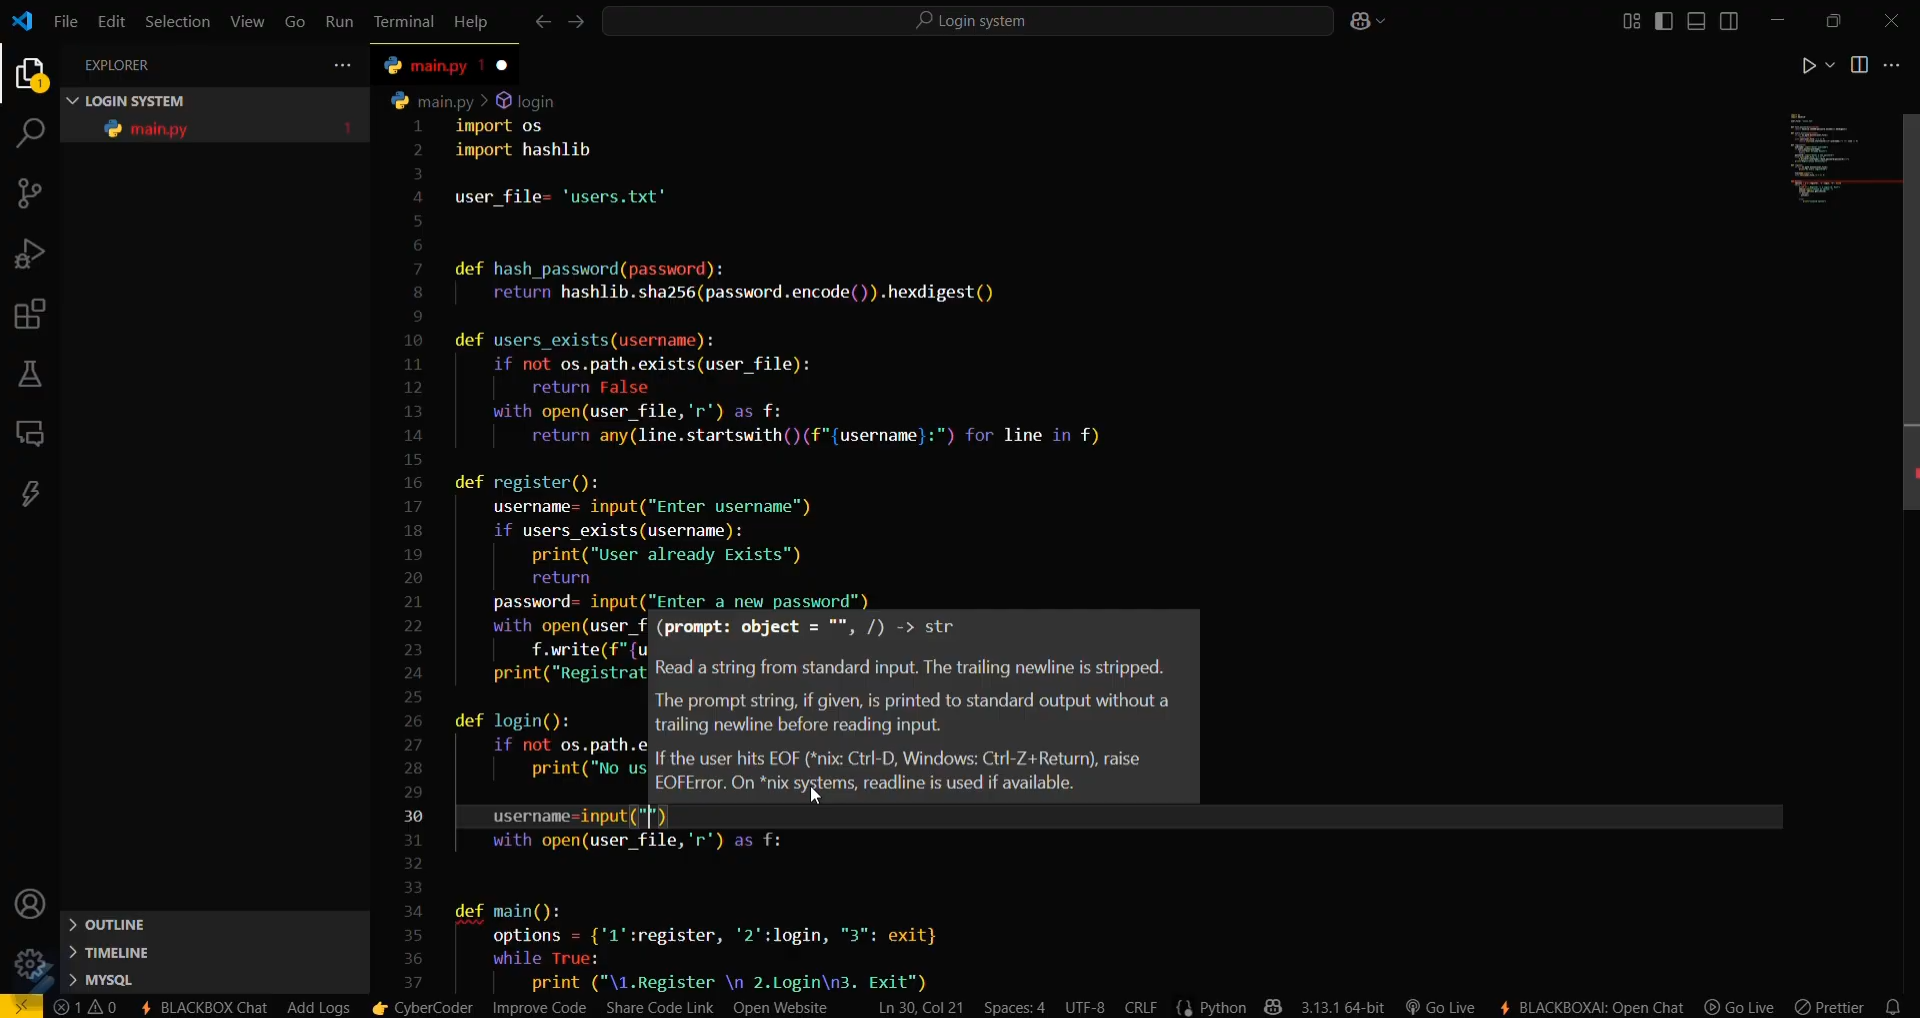 File Edit Selection View Go Run Terminal Help
Login system
EXPLORER
main.py 1
1
LOGIN SYSTEM
main.py > login
main.py 1
1 import os
2 import hashlib
3
4 user_file= 'users.txt'
5
6
7 def hash_password(password):
8 return hashlib.sha256(password.encode()).hexdigest()
9
10 def users_exists(username):
11 if not os.path.exists(user_file):
12 return False
13 with open(user_file,'r') as f:
14 return any(line.startswith()(f"{username}:") for line in f)
15
16 def register():
17 username= input("Enter username")
18 if users_exists(username):
19 print("User already Exists")
20 return
21 password= input("Enter a new password")
22 with open(user_f
23 f.write(f"{u
24 print("Registrat
25
26 def login():
27 if not os.path.e
28 print("No us
29
30 username=input("")
31 with open(user_file,'r') as f:
32
33
34 def main():
35 options = {'1':register, '2':login, "3": exit}
36 while True:
37 print ("\1.Register \n 2.Login\n3. Exit")
(prompt: object = "", /) -> str
Read a string from standard input. The trailing newline is stripped.
The prompt string, if given, is printed to standard output without a
trailing newline before reading input.
If the user hits EOF (*nix: Ctrl-D, Windows: Ctrl-Z+Return), raise
EOFError. On *nix systems, readline is used if available.
OUTLINE
TIMELINE
MYSQL
1 0 BLACKBOX Chat Add Logs CyberCoder Improve Code Share Code Link Open Website Ln 30, Col 21 Spaces: 4 UTF-8 CRLF {} Python 3.13.1 64-bit Go Live BLACKBOXAI: Open Chat Go Live Prettier